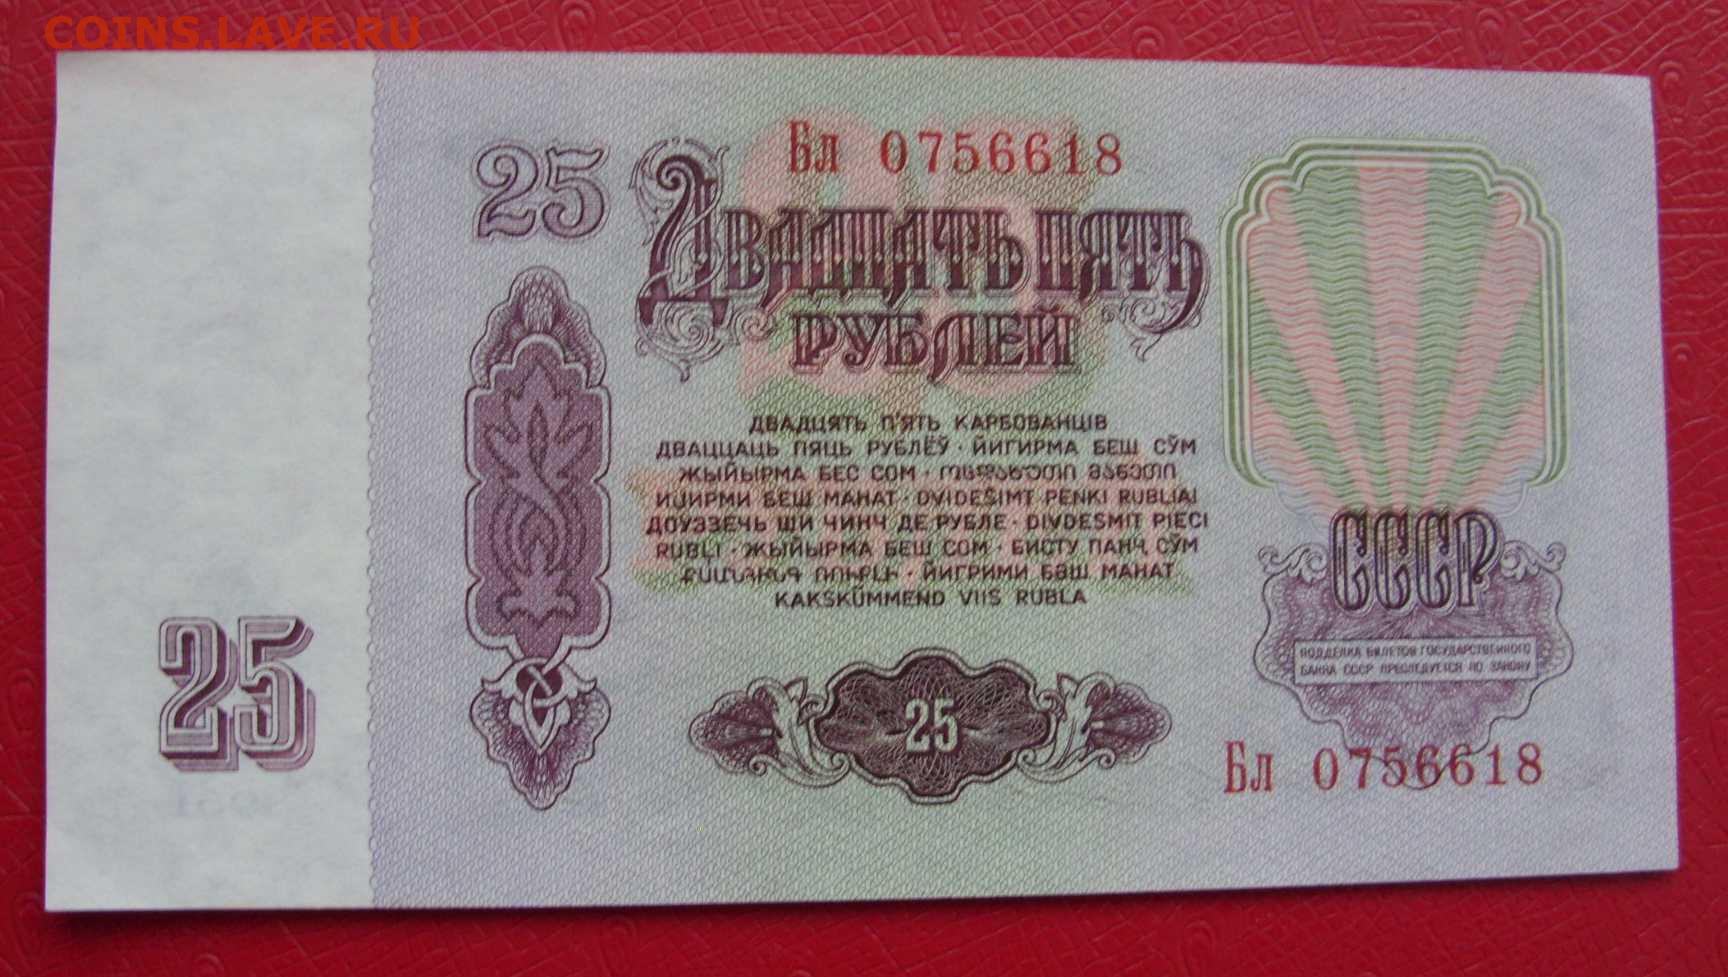 COINS.LAVE.RU
Бл 0756618
25
ДВАДЦАТЬ ПЯТЬ
РУБЛЕЙ
ДВАДЦЯТЬ П'ЯТЬ КАРБОВАНЦІВ
ДВАЦЦАЦЬ ПЯЦЬ РУБЛЁЎ · ЙИГИРМА БЕШ СЎМ
ЖЫЙЫРМА БЕС СОМ · ოცდახუთი მანეთი
ИЈИРМИ БЕШ МАНАТ · DVIDEŠIMT PENKI RUBLIAI
ДОУЗЭЧЬ ШИ ЧИНЧ ДЕ РУБЛЕ · DIVDESMIT PIECI
RUBĻI · ЖЫЙЫРМА БЕШ СОМ · БИСТУ ПАНҶ СӮМ
ՔՍԱՆՀԻՆԳ ՌՈՒԲԼԻ · ЙИГРИМИ БӘШ МАНАТ
KAKSKÜMMEND VIIS RUBLA
СССР
ПОДДЕЛКА БИЛЕТОВ ГОСУДАРСТВЕННОГО
БАНКА СССР ПРЕСЛЕДУЕТСЯ ПО ЗАКОНУ
25
25
Бл 0756618